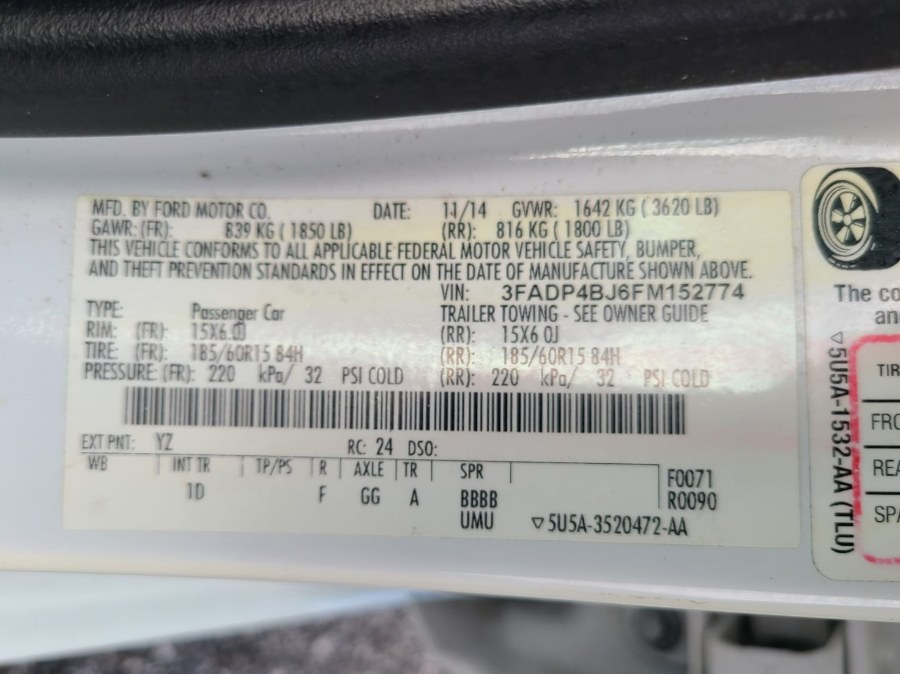 MFD. BY FORD MOTOR CO. DATE: 11/14 GVWR: 1642 KG ( 3620 LB)
GAWR: (FR): 839 KG ( 1850 LB) (RR): 816 KG ( 1800 LB)
THIS VEHICLE CONFORMS TO ALL APPLICABLE FEDERAL MOTOR VEHICLE SAFETY, BUMPER,
AND THEFT PREVENTION STANDARDS IN EFFECT ON THE DATE OF MANUFACTURE SHOWN ABOVE.
VIN: 3FADP4BJ6FM152774
TYPE: Passenger Car TRAILER TOWING - SEE OWNER GUIDE
RIM: (FR): 15X6.0J (RR): 15X6 0J
TIRE: (FR): 185/60R15 84H (RR): 185/60R15 84H
PRESSURE: (FR): 220 kPa/ 32 PSI COLD (RR): 220 kPa/ 32 PSI COLD
EXT PNT: YZ RC: 24 DSO:
WB INT TR TP/PS R AXLE TR SPR F0071
1D F GG A BBBB R0090
UMU ▽5U5A-3520472-AA
▽5U5A-1532-AA (TLU)
The co
an
TIR
FRO
REA
SPA